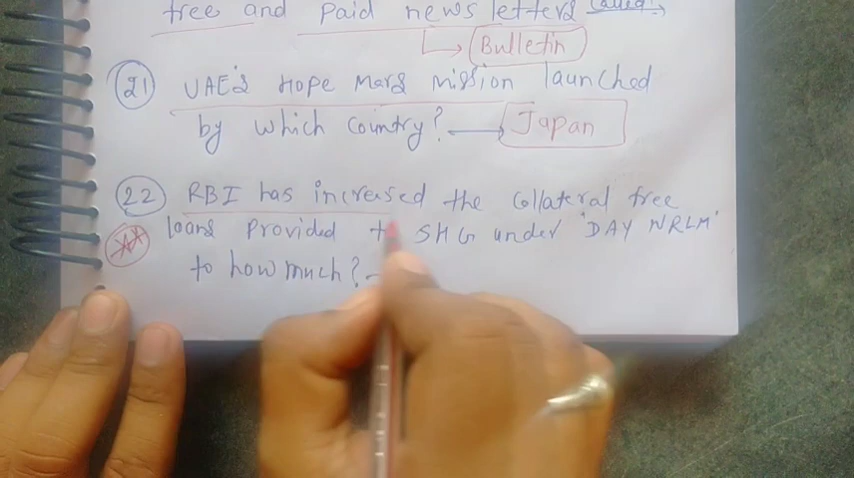 free and paid news letters called?
Bulletin
21 UAE's Hope Mars Mission launched
by which country? Japan
22 RBI has increased the collateral free
loans provided to SHG under 'DAY NRLM'
to how much?